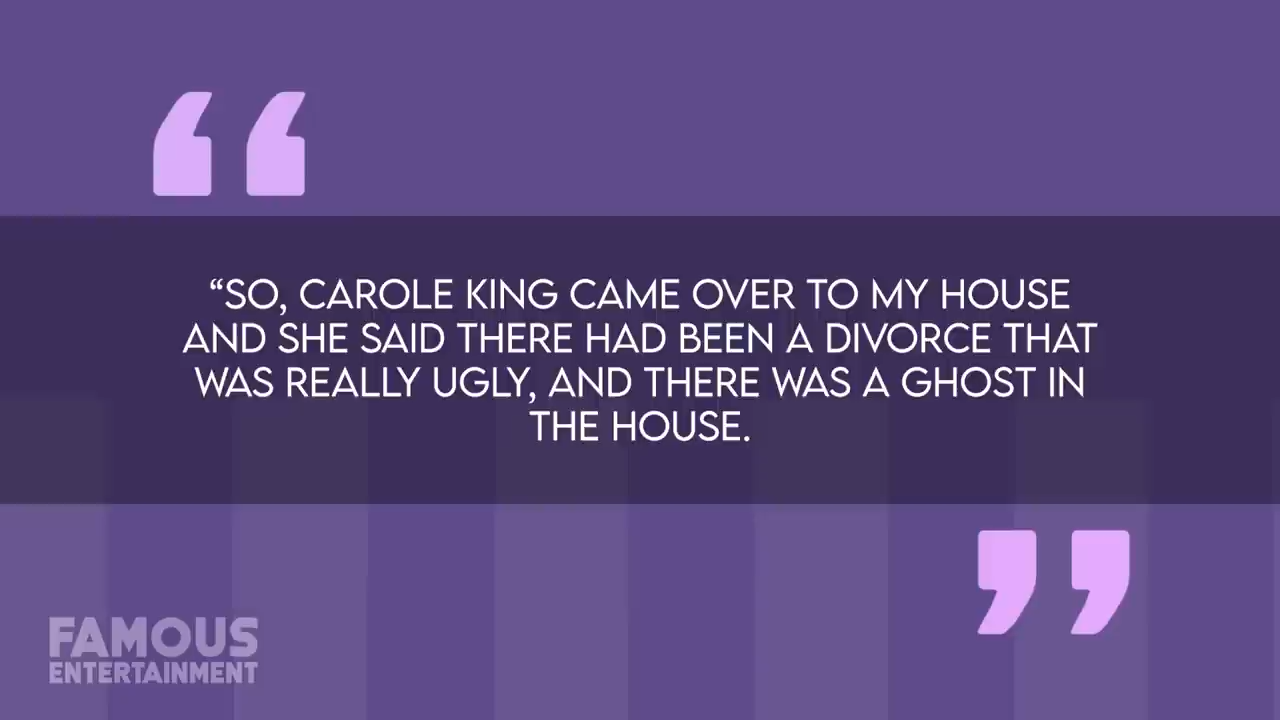 “SO, CAROLE KING CAME OVER TO MY HOUSE
AND SHE SAID THERE HAD BEEN A DIVORCE THAT
WAS REALLY UGLY, AND THERE WAS A GHOST IN
THE HOUSE.
FAMOUS
ENTERTAINMENT